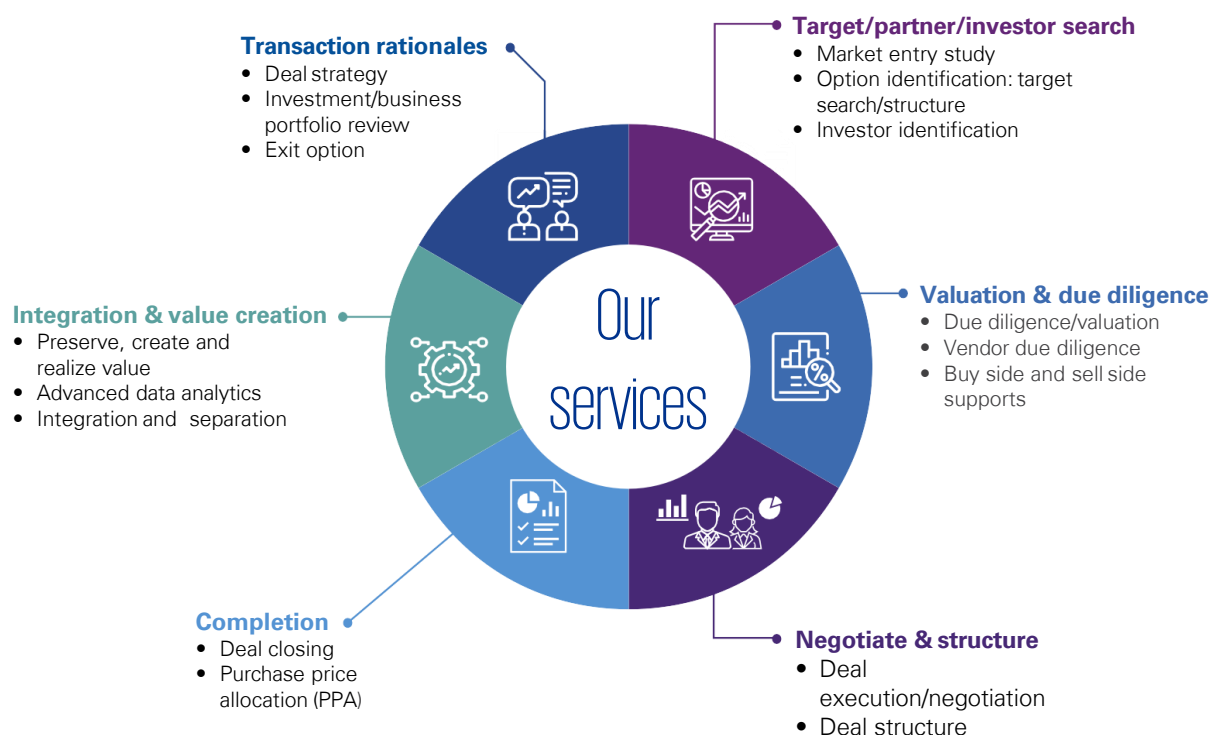 Transaction rationales
• Deal strategy
• Investment/business
portfolio review
• Exit option
Target/partner/investor search
• Market entry study
• Option identification: target
search/structure
• Investor identification
Integration & value creation
• Preserve, create and
realize value
• Advanced data analytics
• Integration and separation
Our
services
Valuation & due diligence
• Due diligence/valuation
• Vendor due diligence
• Buy side and sell side
supports
Completion
• Deal closing
• Purchase price
allocation (PPA)
Negotiate & structure
• Deal
execution/negotiation
• Deal structure